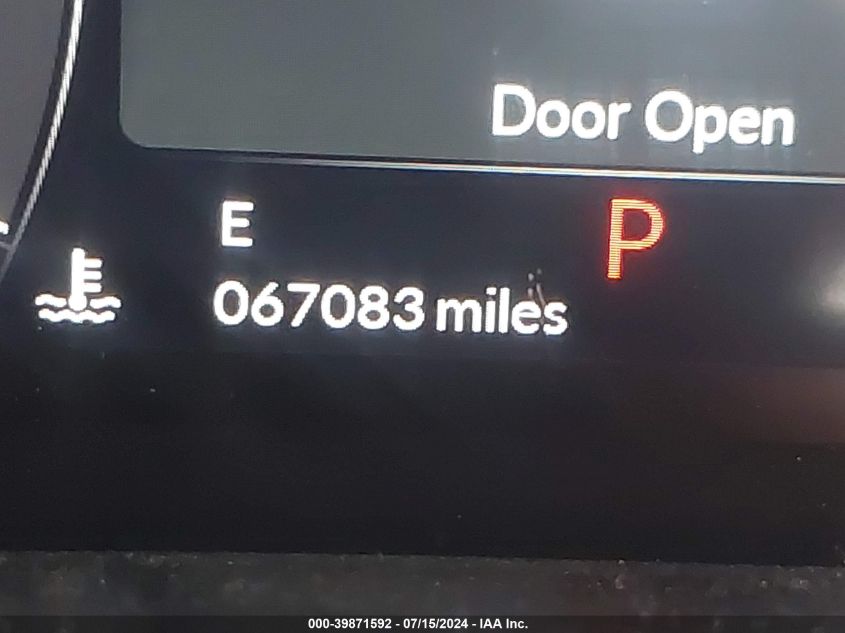 Door Open
E
P
067083 miles
000-39871592 - 07/15/2024 - IAA Inc.